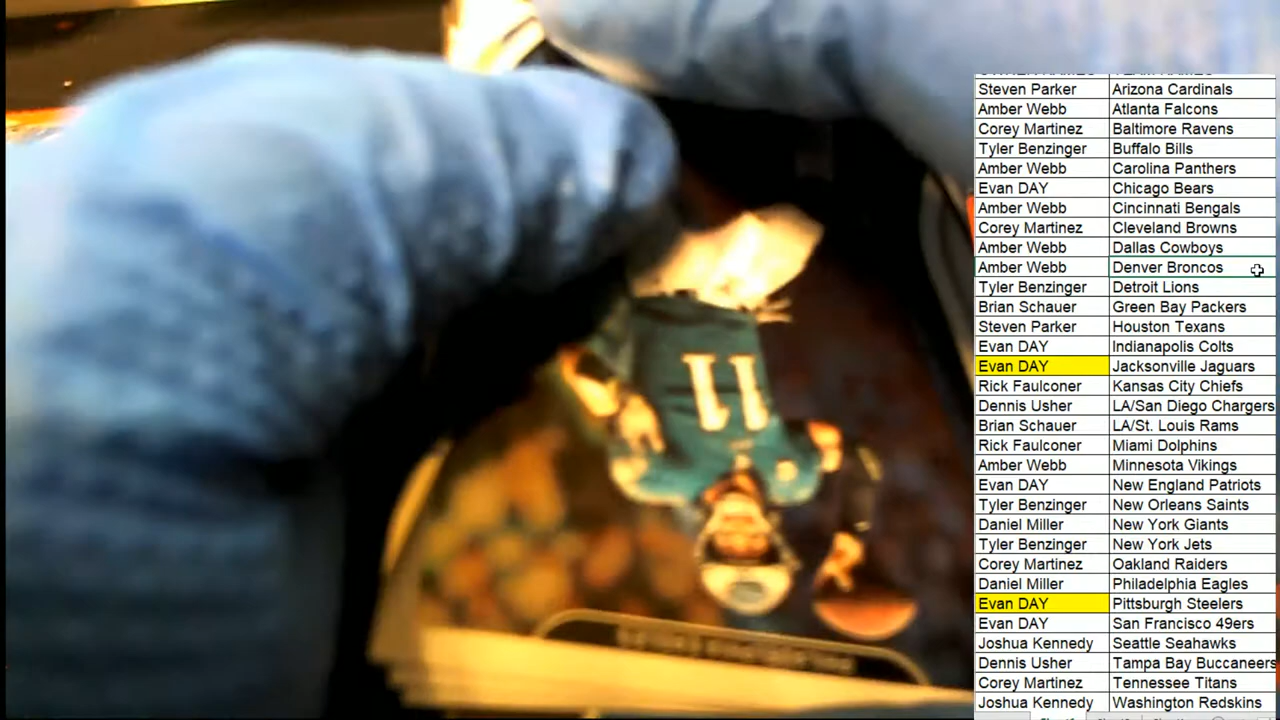 11
Steven Parker Arizona Cardinals
Amber Webb Atlanta Falcons
Corey Martinez Baltimore Ravens
Tyler Benzinger Buffalo Bills
Amber Webb Carolina Panthers
Evan DAY Chicago Bears
Amber Webb Cincinnati Bengals
Corey Martinez Cleveland Browns
Amber Webb Dallas Cowboys
Amber Webb Denver Broncos
Tyler Benzinger Detroit Lions
Brian Schauer Green Bay Packers
Steven Parker Houston Texans
Evan DAY Indianapolis Colts
Evan DAY Jacksonville Jaguars
Rick Faulconer Kansas City Chiefs
Dennis Usher LA/San Diego Chargers
Brian Schauer LA/St. Louis Rams
Rick Faulconer Miami Dolphins
Amber Webb Minnesota Vikings
Evan DAY New England Patriots
Tyler Benzinger New Orleans Saints
Daniel Miller New York Giants
Tyler Benzinger New York Jets
Corey Martinez Oakland Raiders
Daniel Miller Philadelphia Eagles
Evan DAY Pittsburgh Steelers
Evan DAY San Francisco 49ers
Joshua Kennedy Seattle Seahawks
Dennis Usher Tampa Bay Buccaneers
Corey Martinez Tennessee Titans
Joshua Kennedy Washington Redskins